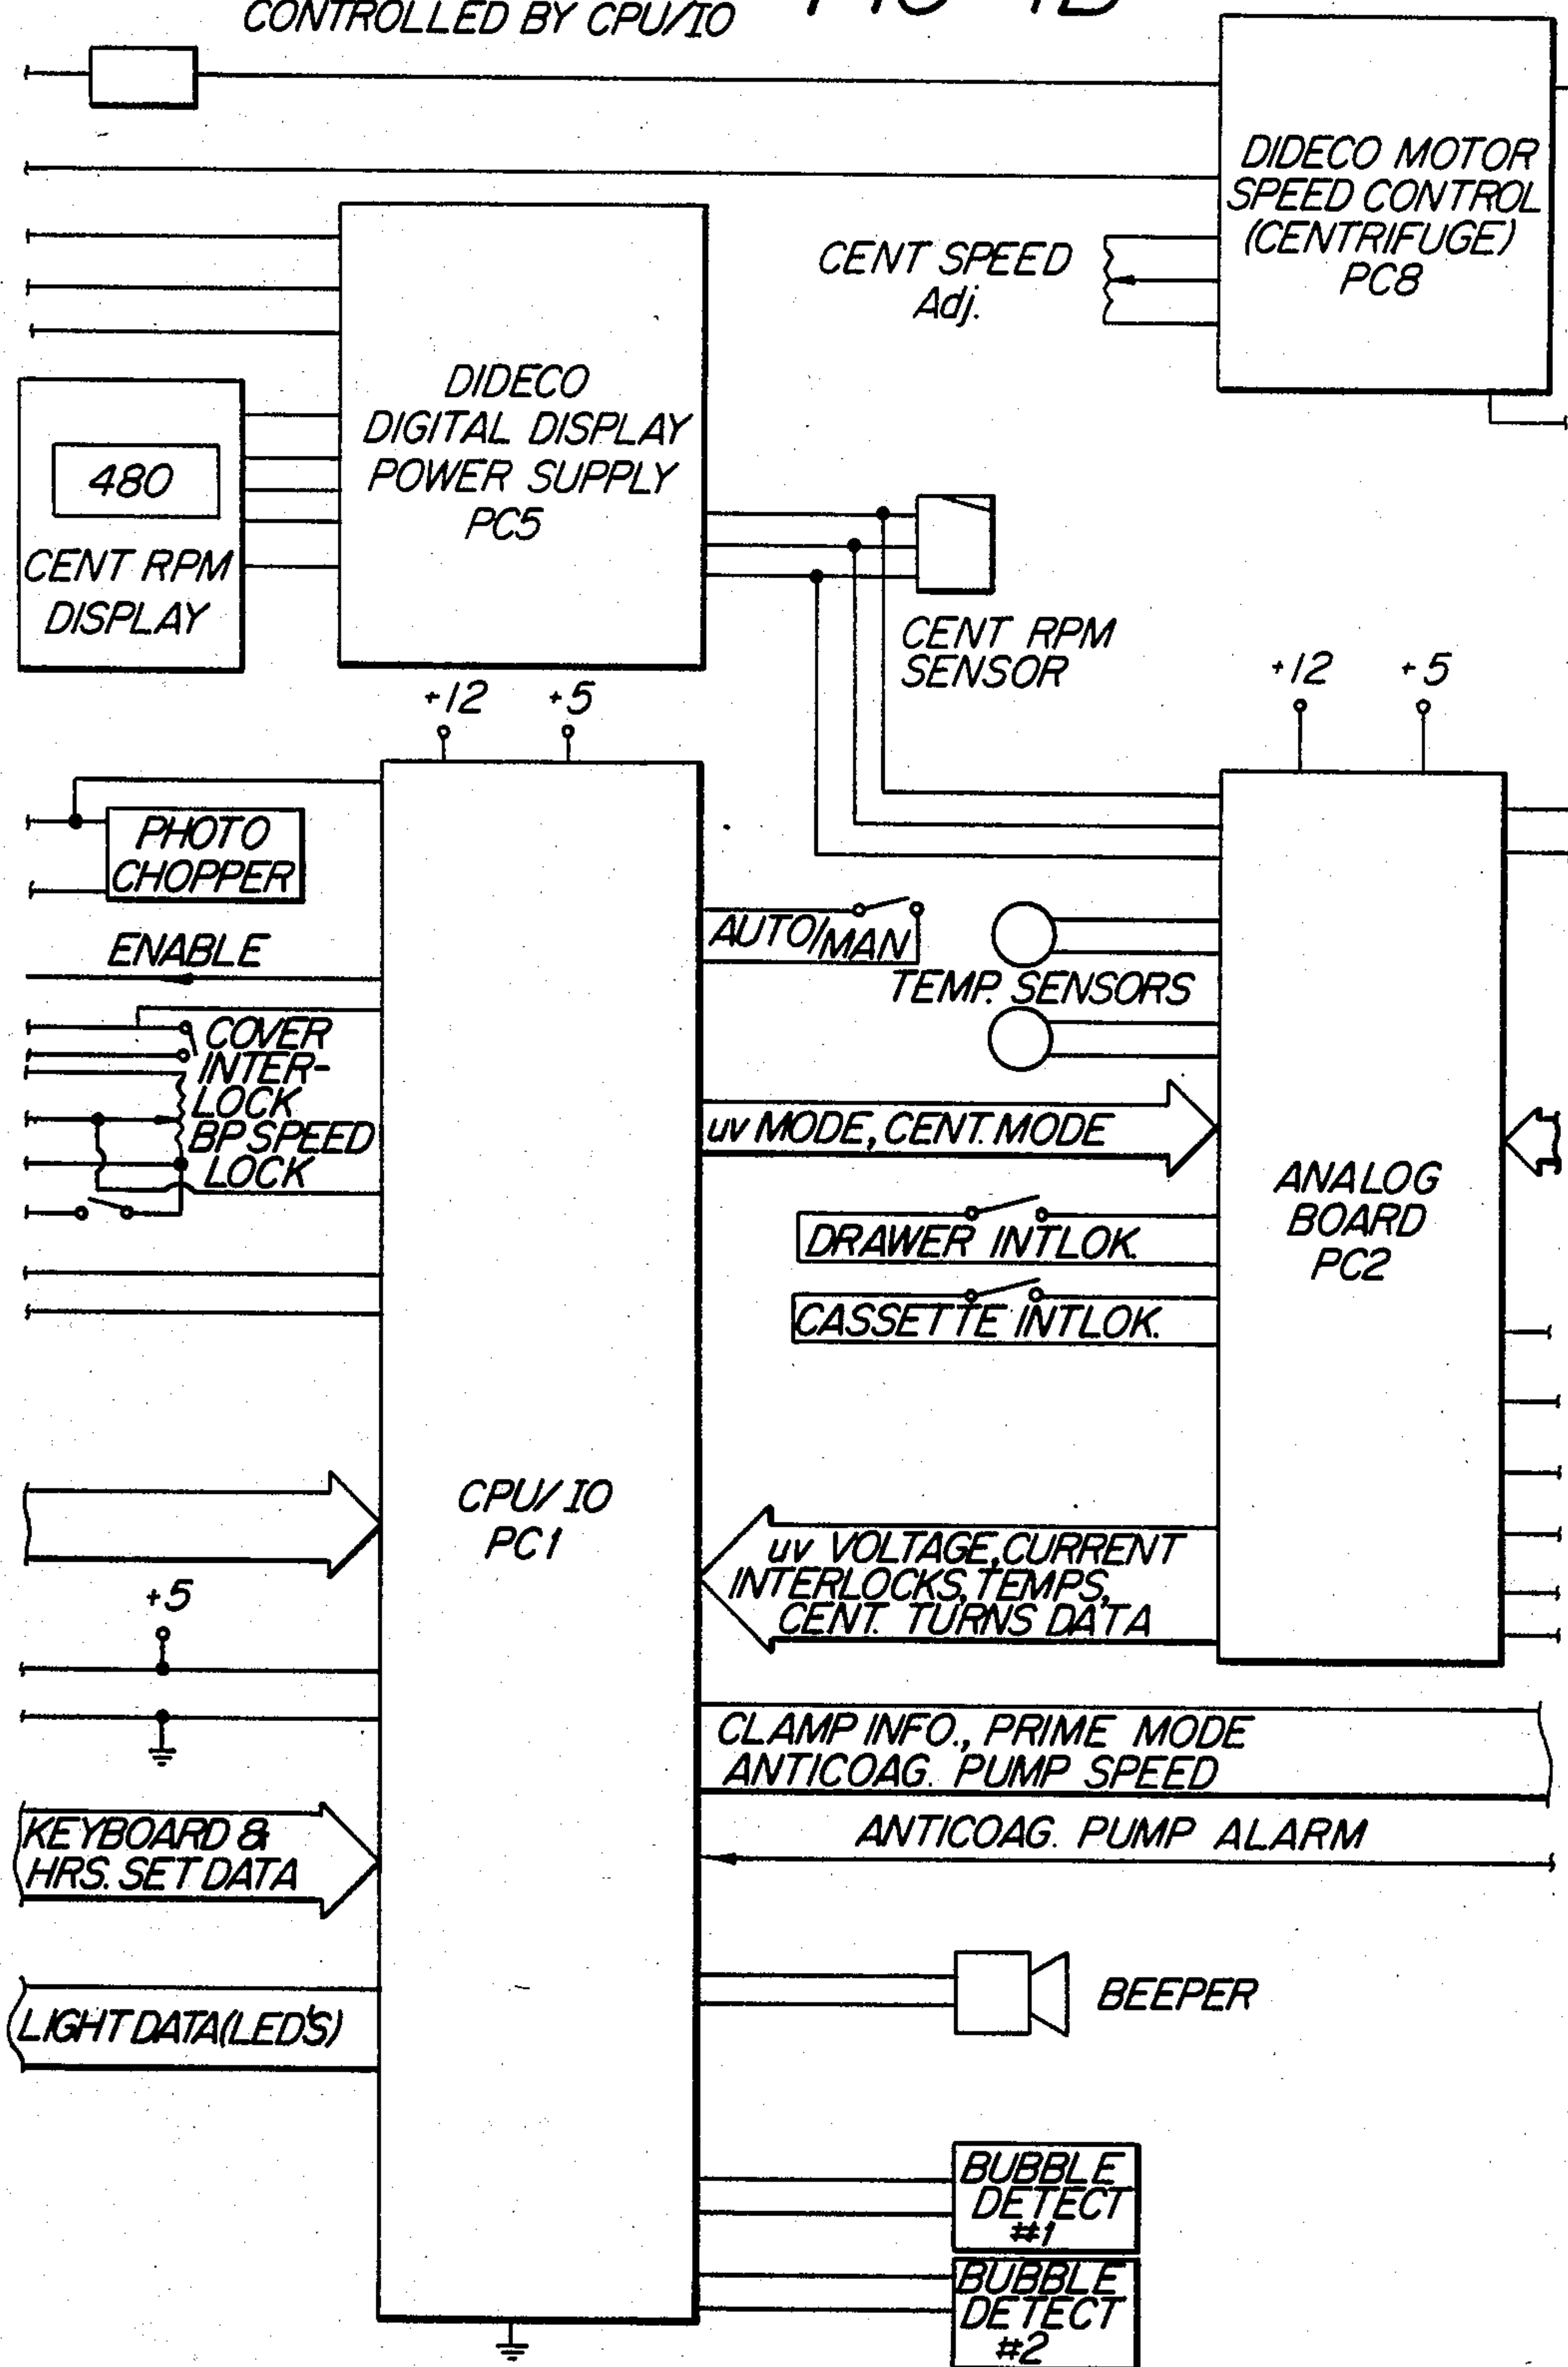 CONTROLLED BY CPU/IO
DIDECO MOTOR
SPEED CONTROL
(CENTRIFUGE)
PC8
CENT SPEED
Adj.
DIDECO
DIGITAL DISPLAY
POWER SUPPLY
PC5
480
CENT RPM
DISPLAY
CENT RPM
SENSOR
+12 +5
+12 +5
PHOTO
CHOPPER
ENABLE
COVER
INTER-
LOCK
BP SPEED
LOCK
AUTO/MAN
TEMP. SENSORS
uv MODE, CENT. MODE
DRAWER INTLOK.
CASSETTE INTLOK.
ANALOG
BOARD
PC2
CPU/IO
PC1
uv VOLTAGE, CURRENT
INTERLOCKS, TEMPS,
CENT. TURNS DATA
+5
CLAMP INFO., PRIME MODE
ANTICOAG. PUMP SPEED
ANTICOAG. PUMP ALARM
KEYBOARD &
HRS. SET DATA
LIGHT DATA (LED'S)
BEEPER
BUBBLE
DETECT
#1
BUBBLE
DETECT
#2